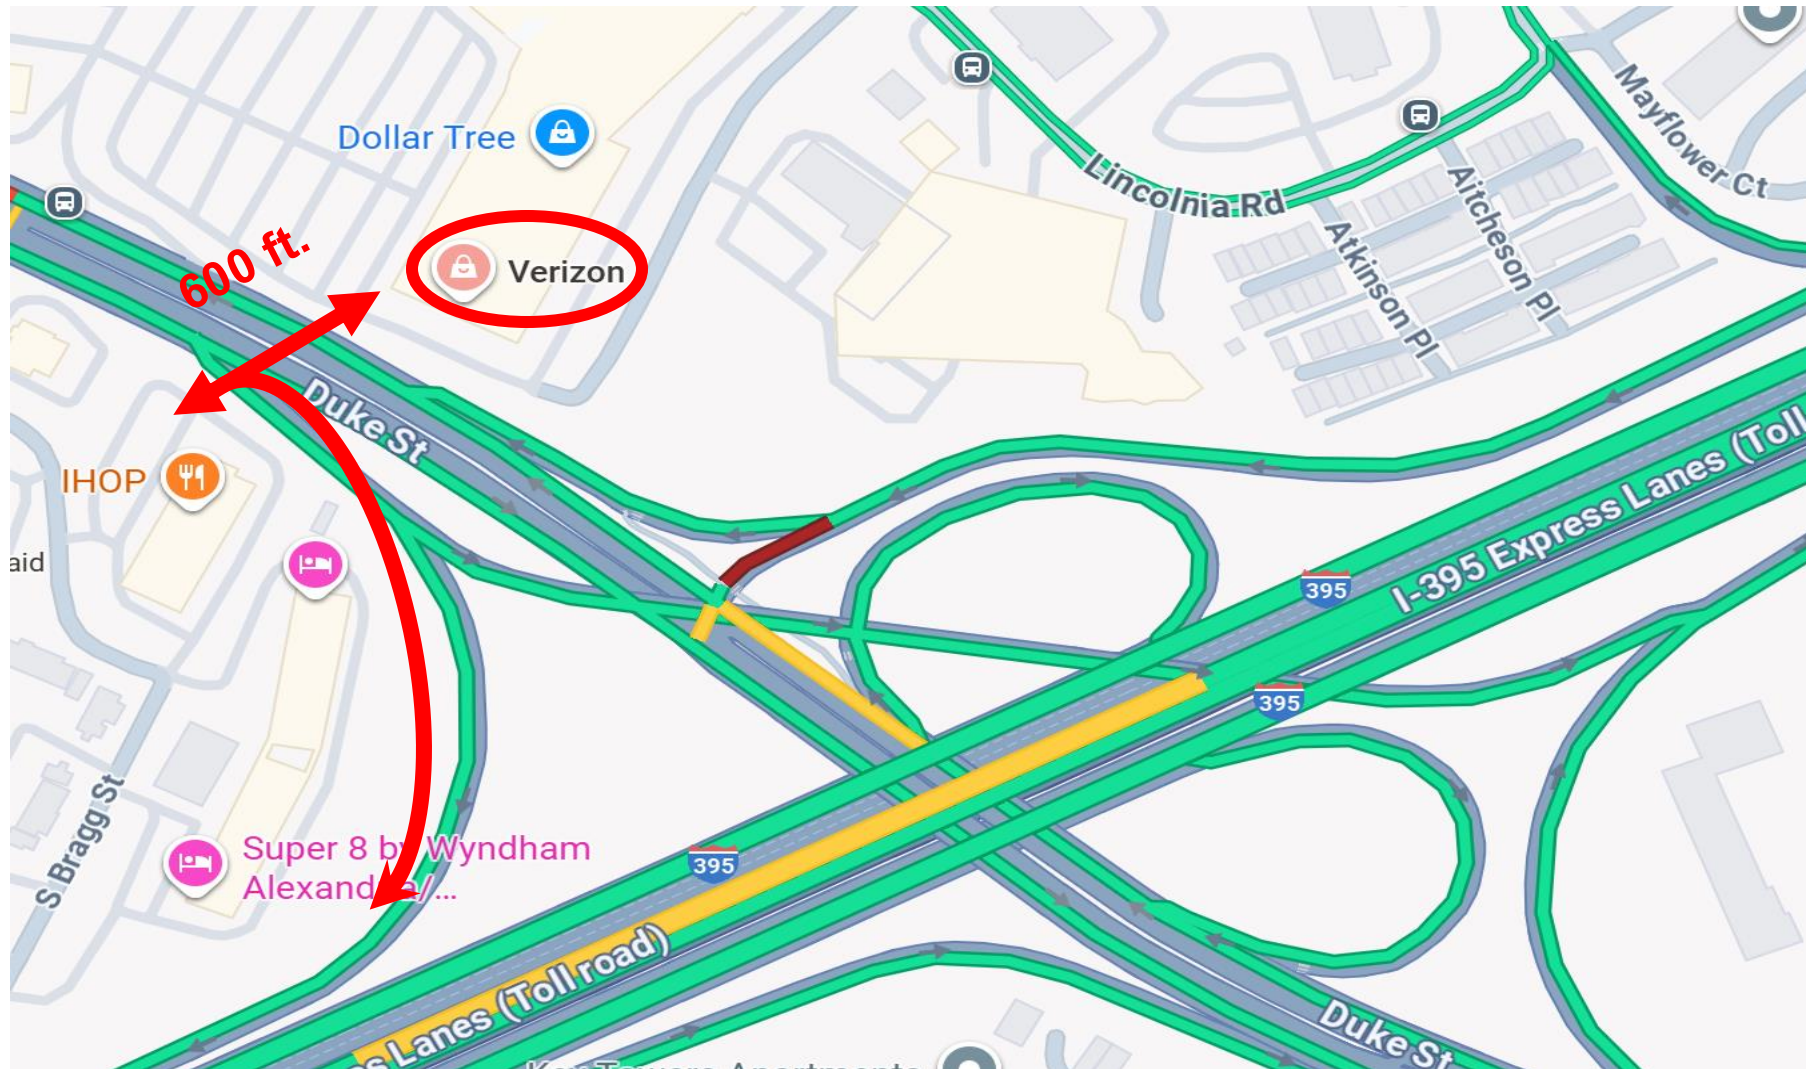 Mayflower Ct
Dollar Tree
Lincolnia Rd
Aitcheson Pl
Atkinson Pl
600 ft.
Verizon
Duke St
IHOP
aid
I-395 Express Lanes (Toll
395
395
S Bragg St
Super 8 by Wyndham
Alexandria/...
395
s Lanes (Toll road)
Duke St